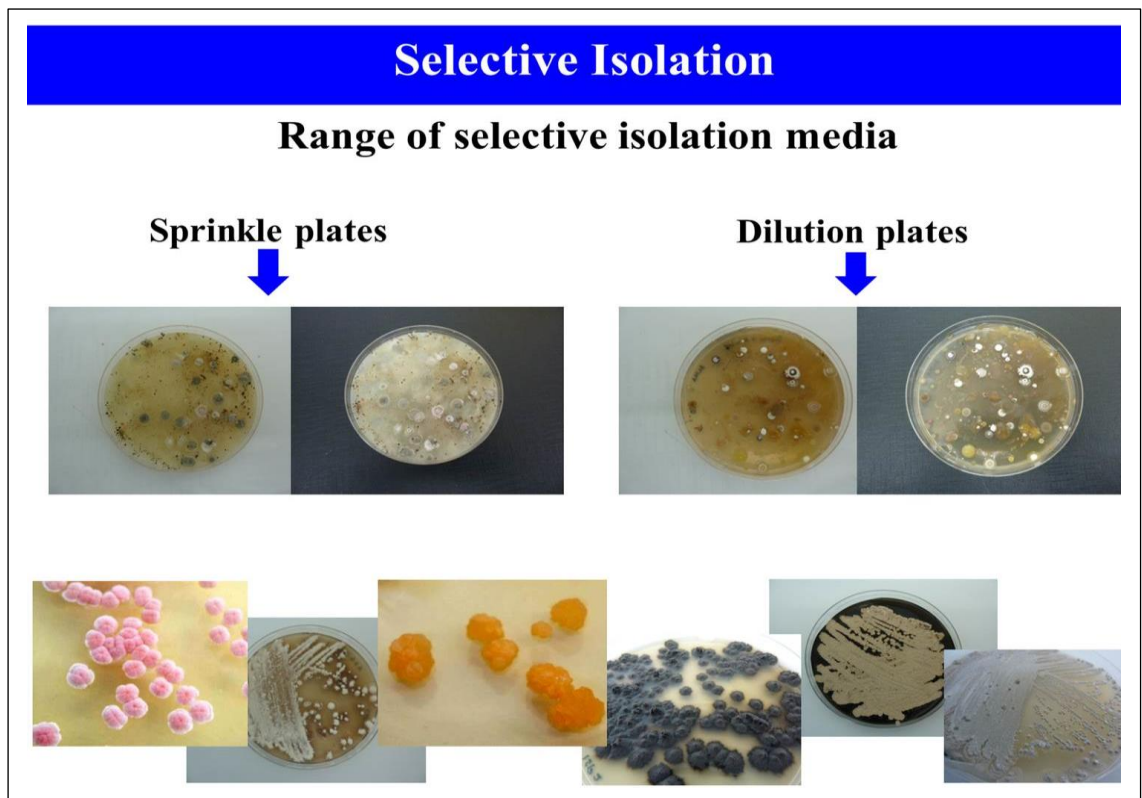 Selective Isolation
Range of selective isolation media
Sprinkle plates
Dilution plates